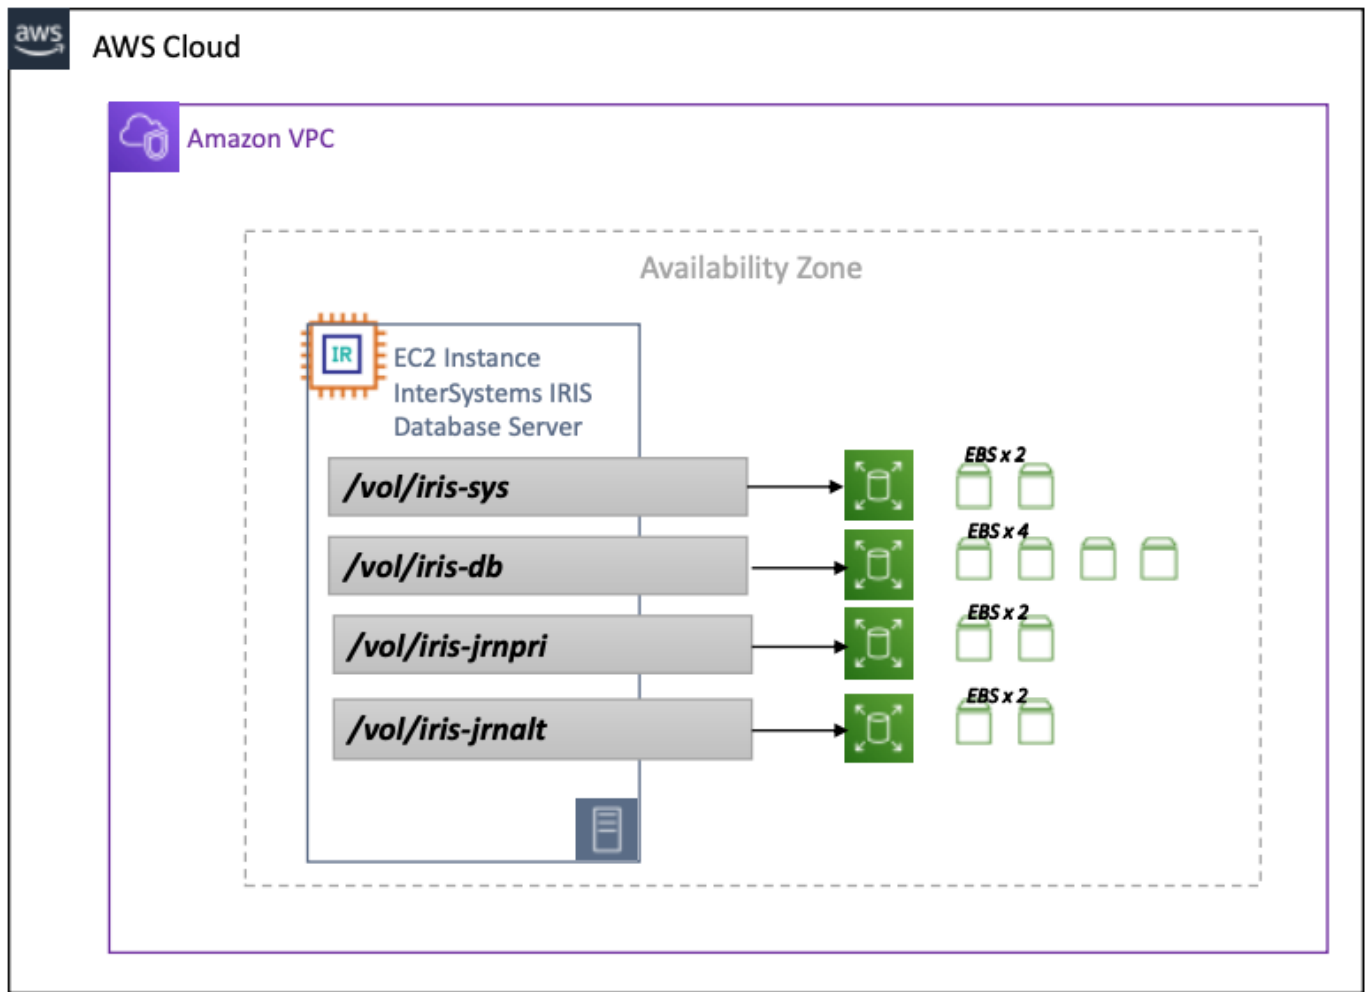 aws
AWS Cloud
Amazon VPC
Availability Zone
IR
EC2 Instance
InterSystems IRIS
Database Server
/vol/iris-sys
EBS x 2
/vol/iris-db
EBS x 4
/vol/iris-jrnpri
EBS x 2
/vol/iris-jrnalt
EBS x 2